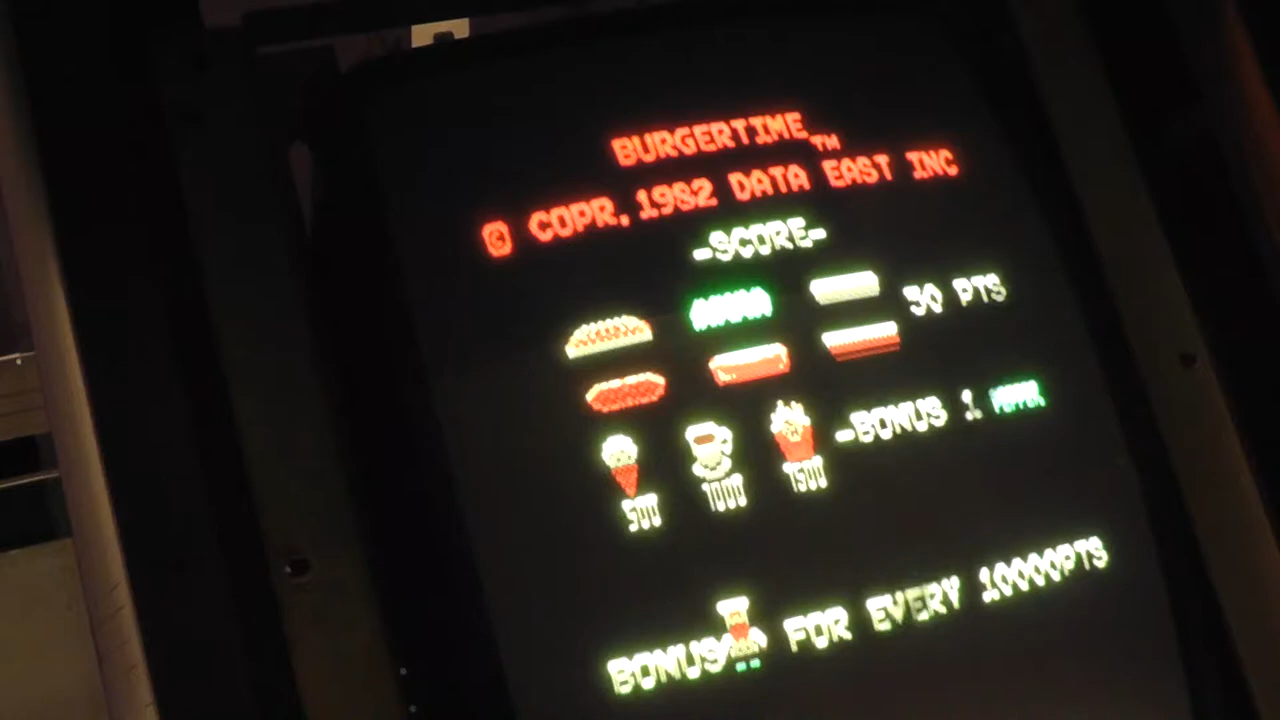 BURGERTIME TM
© COPR. 1982 DATA EAST INC
-SCORE-
50 PTS
-BONUS 1 PEPPER
500 1000 1500
BONUS FOR EVERY 10000PTS